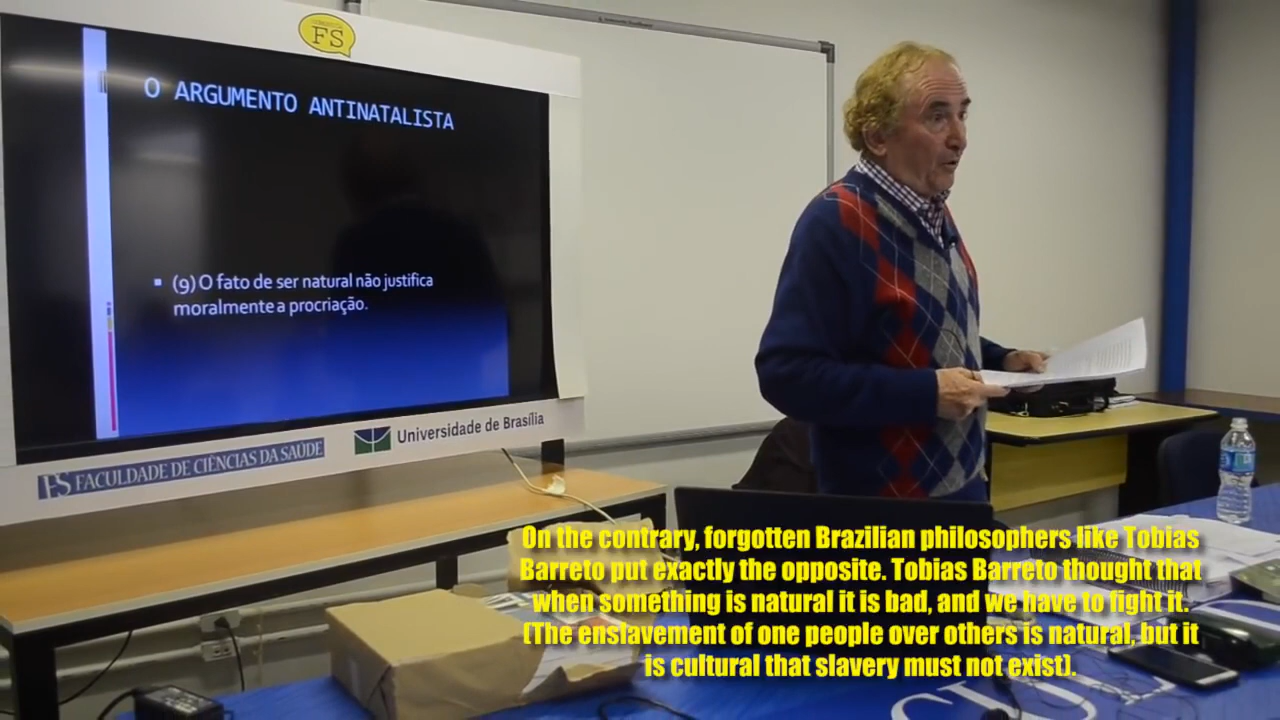 FS
O ARGUMENTO ANTINATALISTA
▪ (9) O fato de ser natural não justifica
moralmente a procriação.
FS FACULDADE DE CIÊNCIAS DA SAÚDE
Universidade de Brasília
On the contrary, forgotten Brazilian philosophers like Tobias
Barreto put exactly the opposite. Tobias Barreto thought that
when something is natural it is bad, and we have to fight it.
(The enslavement of one people over others is natural, but it
is cultural that slavery must not exist).